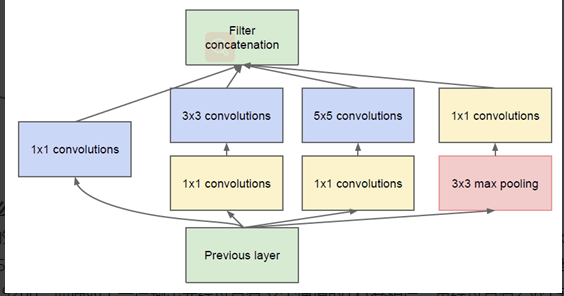 Filter
concatenation
3x3 convolutions
5x5 convolutions
1x1 convolutions
1x1 convolutions
1x1 convolutions
1x1 convolutions
3x3 max pooling
Previous layer